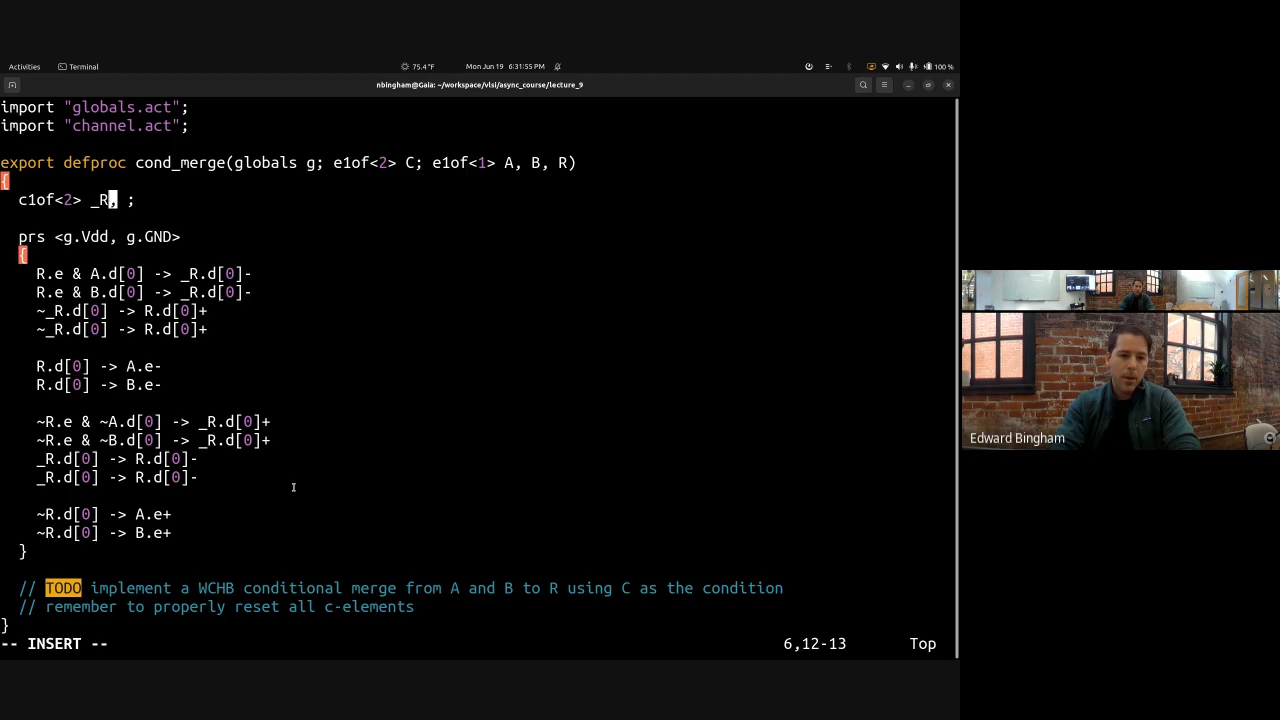 Activities
Terminal
75.4 °F
Mon Jun 19 6:31:55 PM
100 %
nbingham@Gaia: ~/workspace/vlsi/async_course/lecture_9
import "globals.act";
import "channel.act";
export defproc cond_merge(globals g; e1of<2> C; e1of<1> A, B, R)
{
  c1of<2> _R, ;
  prs <g.Vdd, g.GND>
  {
    R.e & A.d[0] -> _R.d[0]-
    R.e & B.d[0] -> _R.d[0]-
    ~_R.d[0] -> R.d[0]+
    ~_R.d[0] -> R.d[0]+
    R.d[0] -> A.e-
    R.d[0] -> B.e-
    ~R.e & ~A.d[0] -> _R.d[0]+
    ~R.e & ~B.d[0] -> _R.d[0]+
    _R.d[0] -> R.d[0]-
    _R.d[0] -> R.d[0]-
    ~R.d[0] -> A.e+
    ~R.d[0] -> B.e+
  }
  // TODO implement a WCHB conditional merge from A and B to R using C as the condition
  // remember to properly reset all c-elements
}
-- INSERT --
6,12-13
Top
Edward Bingham